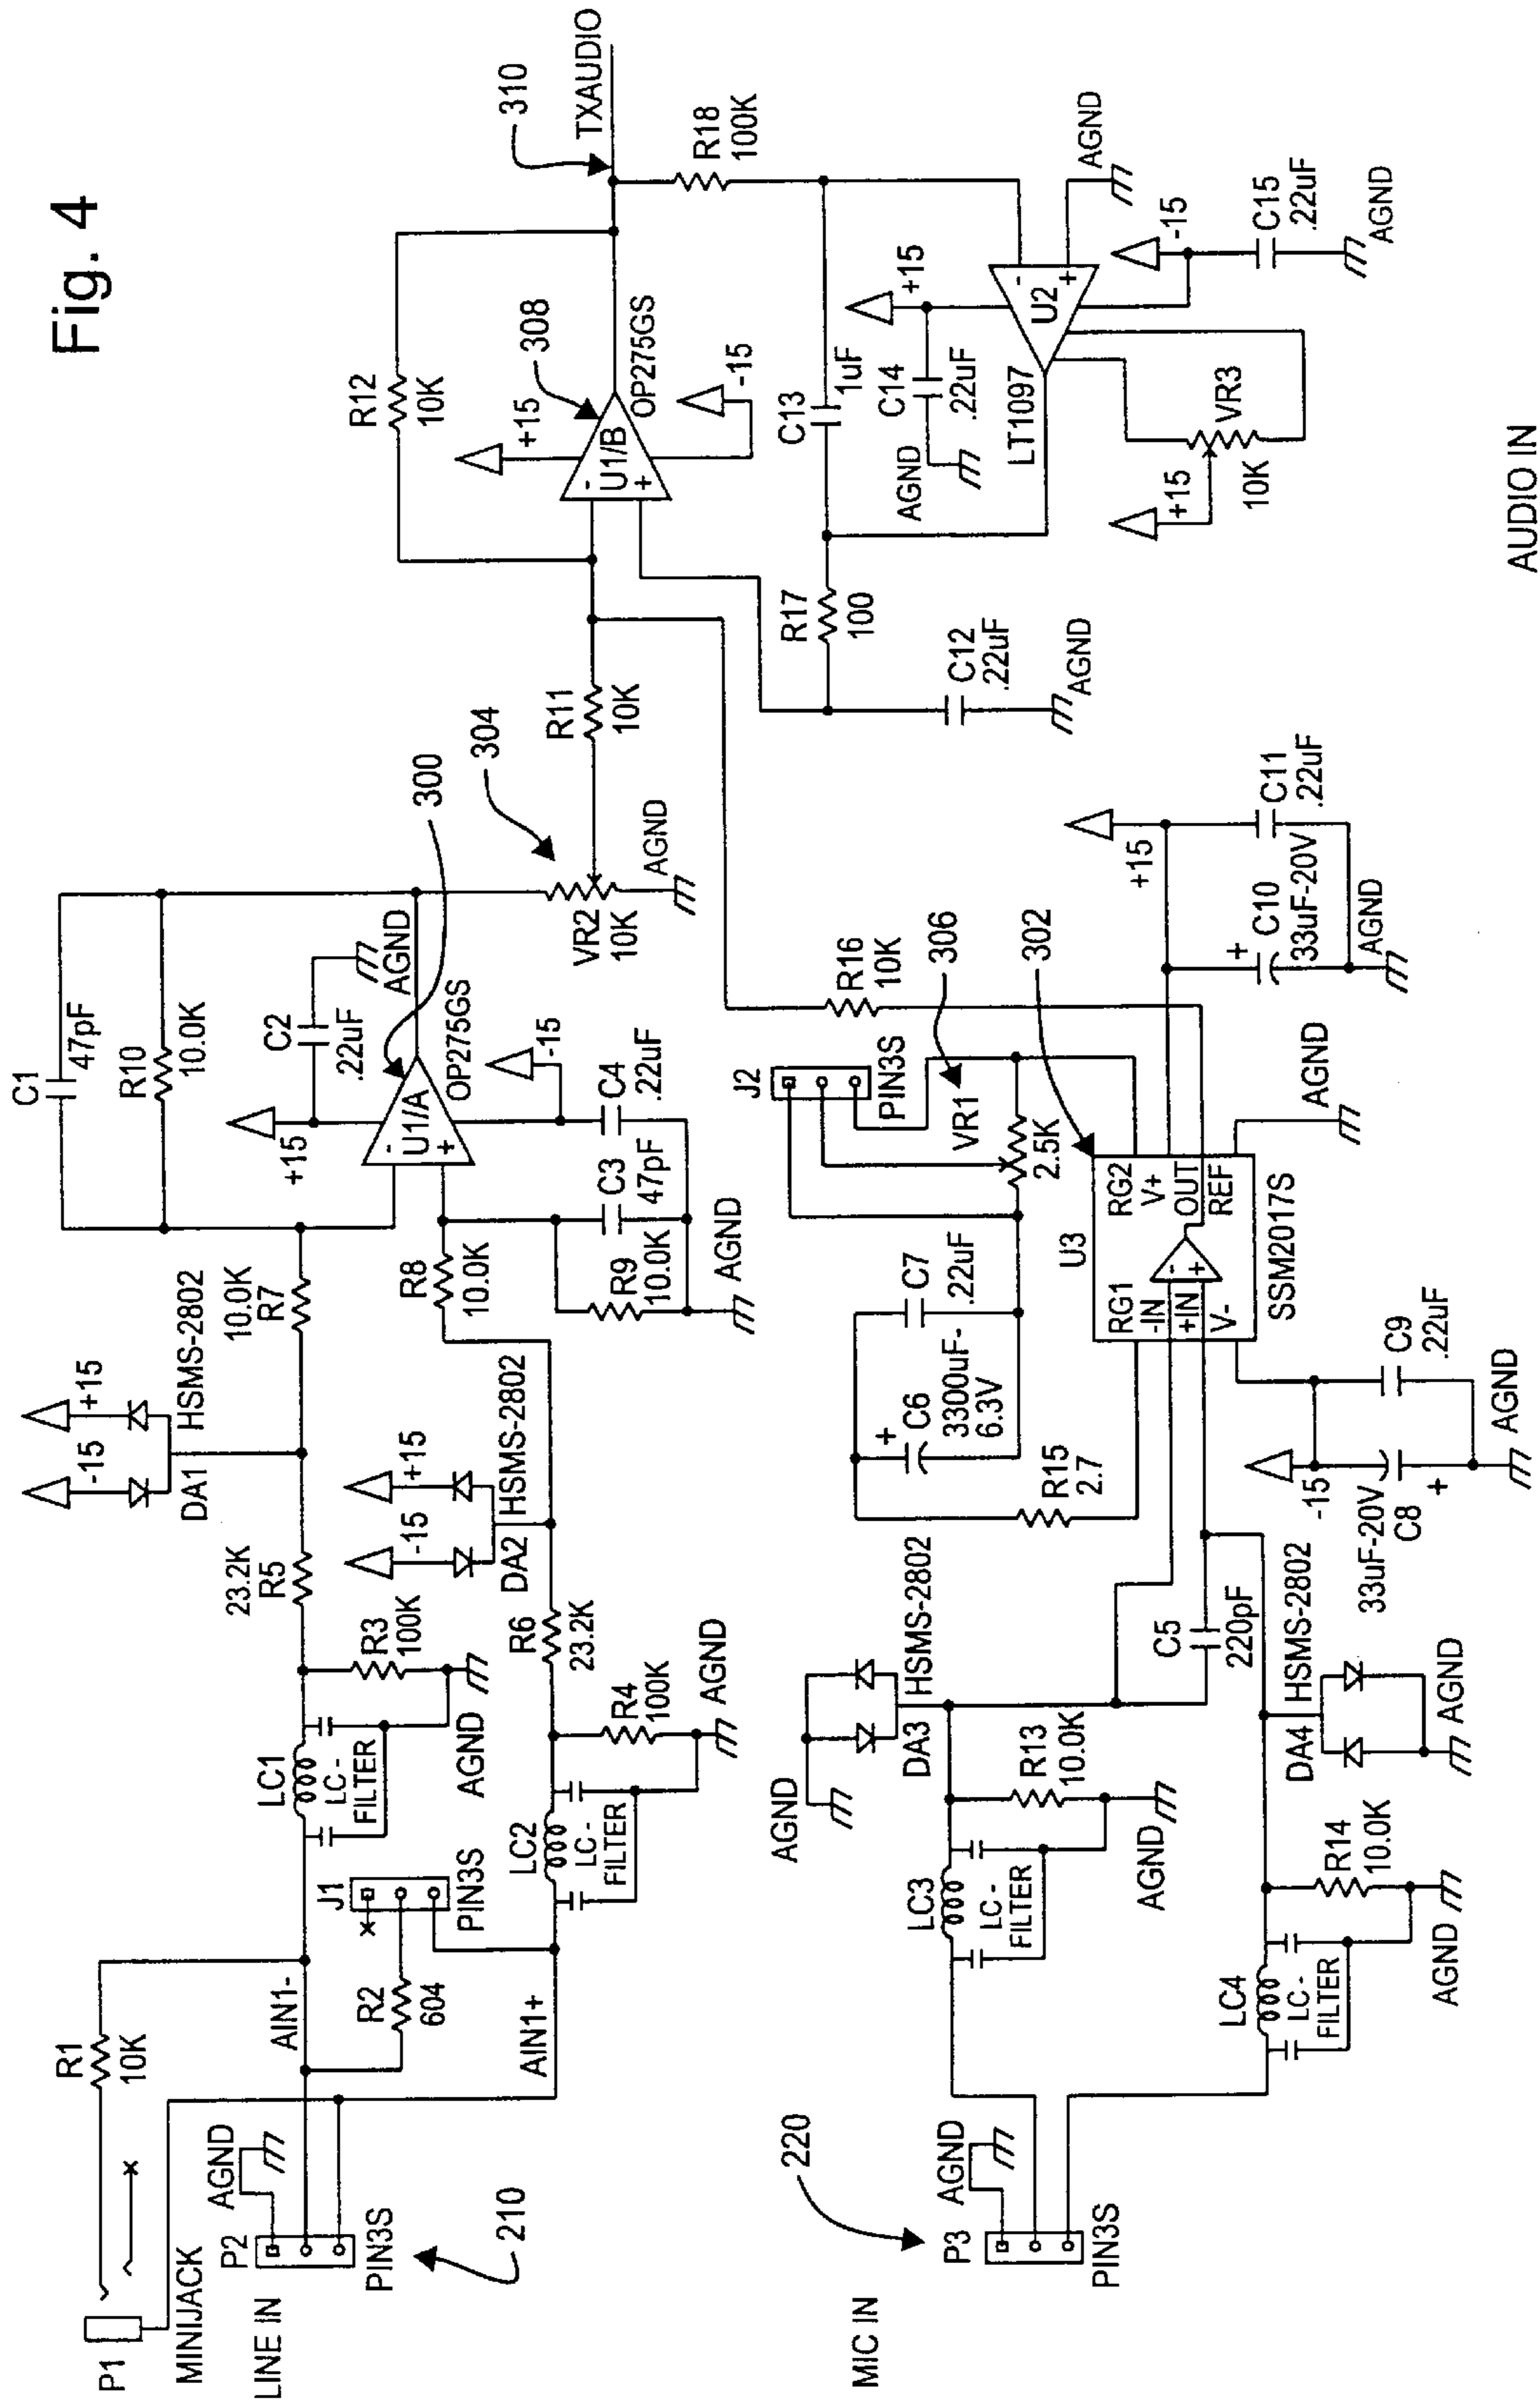 Fig. 4
P1
MINIJACK
R1
10K
LINE IN
P2
AGND
PIN3S
210
AIN1-
R2
604
AIN1+
J1
PIN3S
LC1
LC -
FILTER
AGND
R3
100K
LC2
LC -
FILTER
R4
100K
AGND
23.2K
R5
R6
23.2K
-15
+15
DA1
HSMS-2802
-15
+15
DA2
HSMS-2802
10.0K
R7
R8
10.0K
R9
10.0K
C3
47pF
AGND
C1
47pF
R10
10.0K
+15
C2
.22uF
AGND
-
U1/A
+
OP275GS
-15
C4
.22uF
300
304
VR2
10K
AGND
R11
10K
R12
10K
308
+15
-
U1/B
+
OP275GS
-15
310
TXAUDIO
R18
100K
C13
1uF
R17
100
C12
.22uF
AGND
C14
.22uF
AGND
+15
LT1097
-
U2
+
AGND
-15
C15
.22uF
AGND
VR3
10K
+15
MIC IN
220
P3
AGND
PIN3S
LC3
LC -
FILTER
R13
10.0K
AGND
AGND
DA3
HSMS-2802
LC4
LC -
FILTER
AGND
R14
10.0K
DA4
HSMS-2802
AGND
C5
220pF
R15
2.7
+
C6
3300uF-
6.3V
C7
.22uF
J2
PIN3S
VR1
2.5K
306
302
R16
10K
U3
RG1
-IN
+IN
V-
-
+
RG2
V+
OUT
REF
SSM2017S
AGND
-15
33uF-20V
C8
+
C9
.22uF
AGND
+15
+
C10
33uF-20V
C11
.22uF
AGND
AUDIO IN